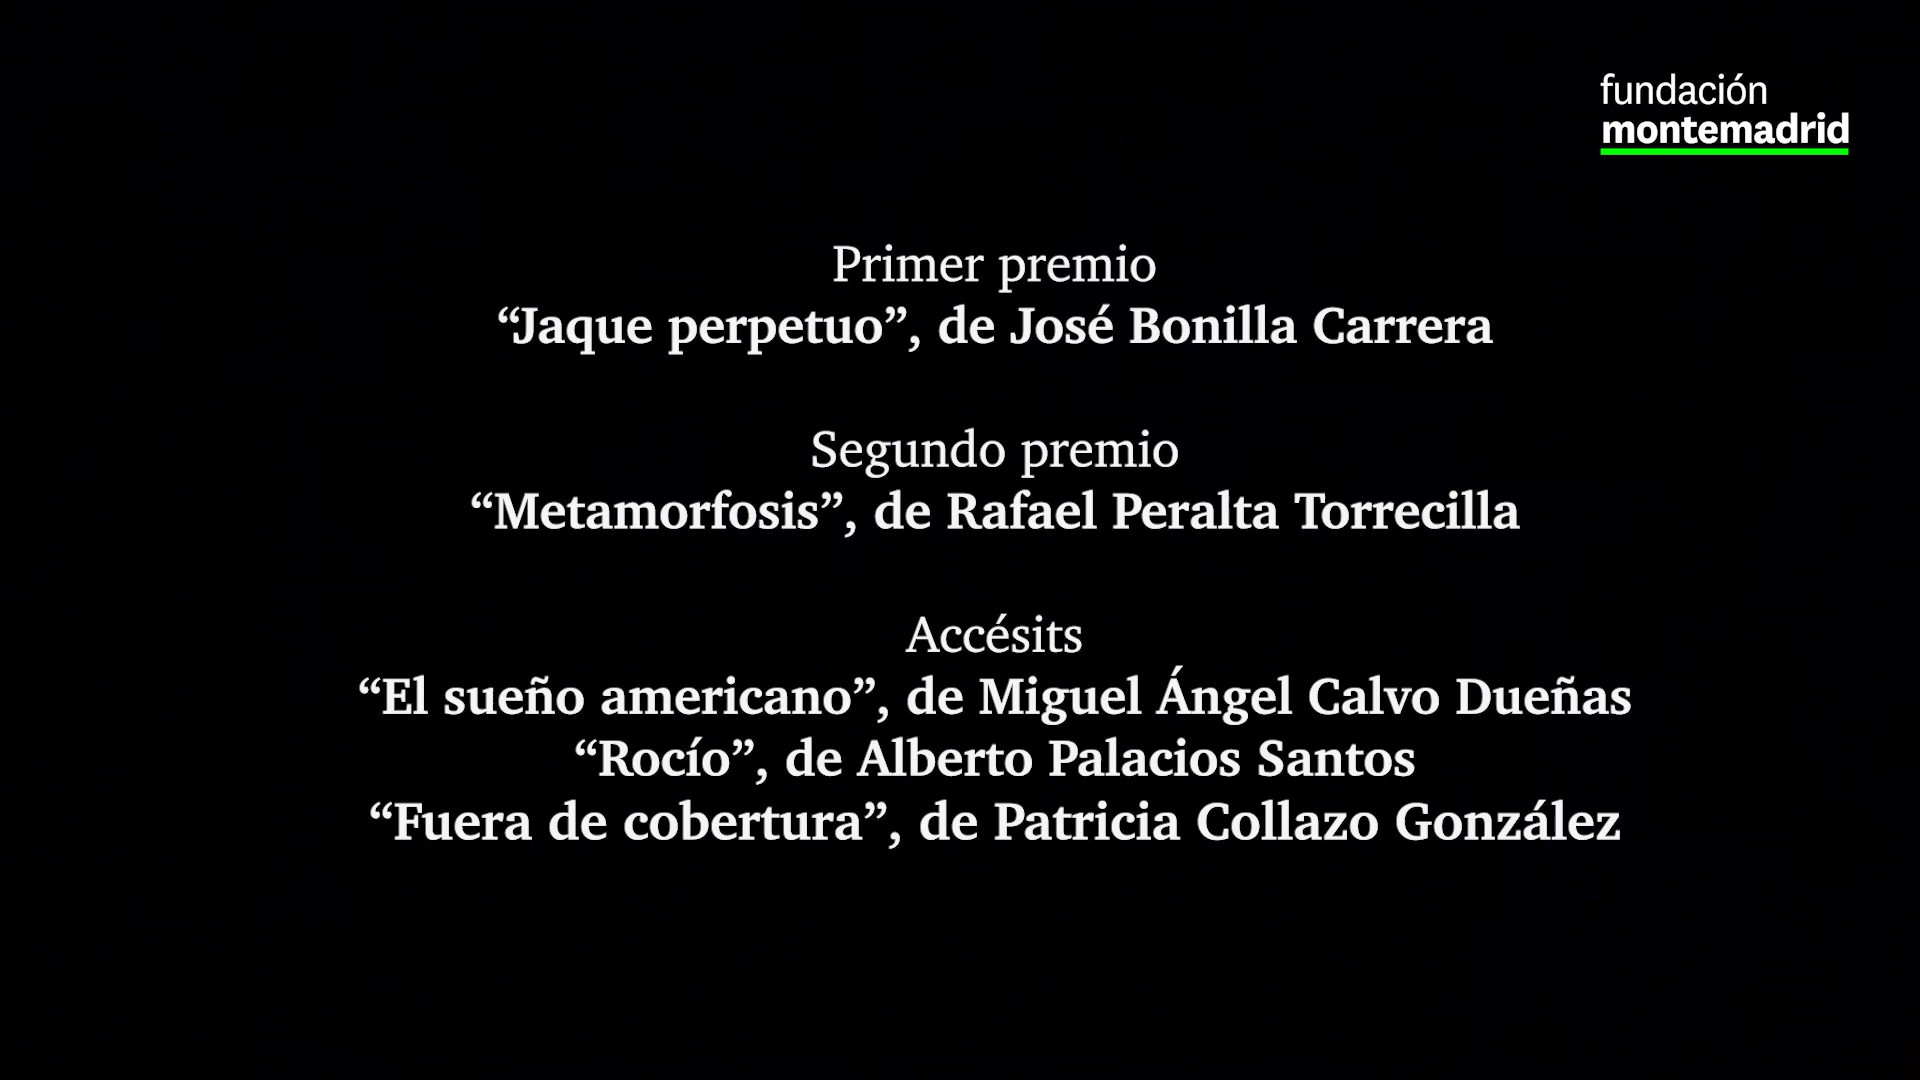 fundación
montemadrid
Primer premio
“Jaque perpetuo”, de José Bonilla Carrera
Segundo premio
“Metamorfosis”, de Rafael Peralta Torrecilla
Accésits
“El sueño americano”, de Miguel Ángel Calvo Dueñas
“Rocío”, de Alberto Palacios Santos
“Fuera de cobertura”, de Patricia Collazo González